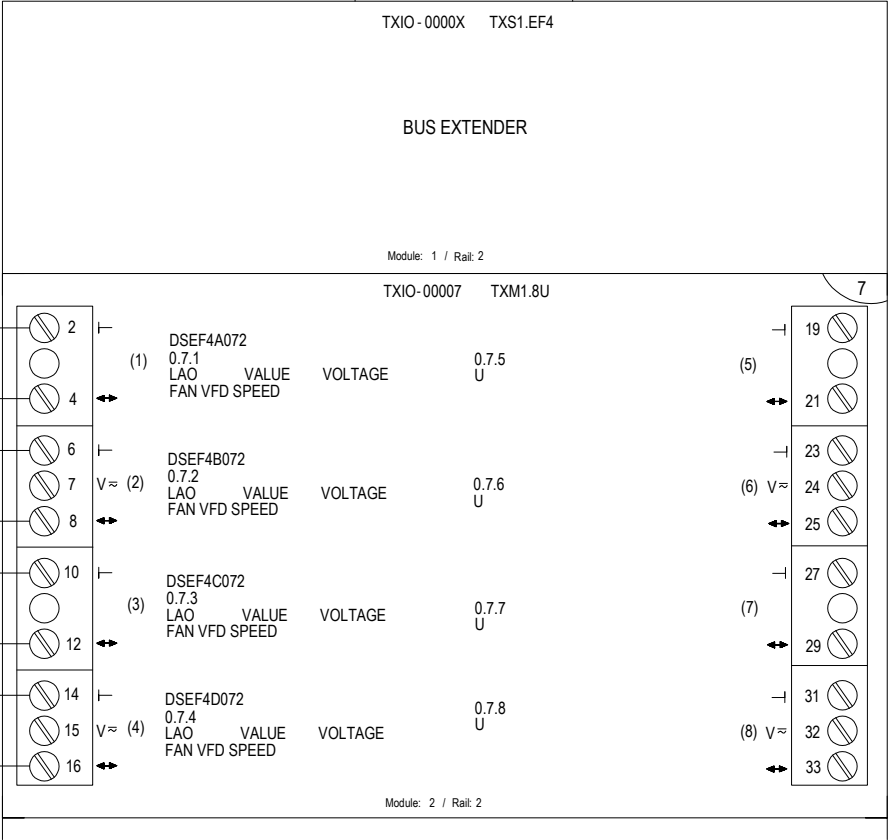 TXIO-0000X TXS1.EF4
BUS EXTENDER
Module: 1 / Rail: 2
TXIO-00007 TXM1.8U 7
2 19
DSEF4A072
(1) 0.7.1 0.7.5 (5)
LAO VALUE VOLTAGE U
FAN VFD SPEED
4 21
6 23
DSEF4B072
7 V≂ (2) 0.7.2 0.7.6 (6) V≂ 24
LAO VALUE VOLTAGE U
FAN VFD SPEED
8 25
10 27
DSEF4C072
(3) 0.7.3 0.7.7 (7)
LAO VALUE VOLTAGE U
FAN VFD SPEED
12 29
14 31
DSEF4D072
0.7.4 0.7.8
15 V≂ (4) LAO VALUE VOLTAGE U (8) V≂ 32
FAN VFD SPEED
16 33
Module: 2 / Rail: 2